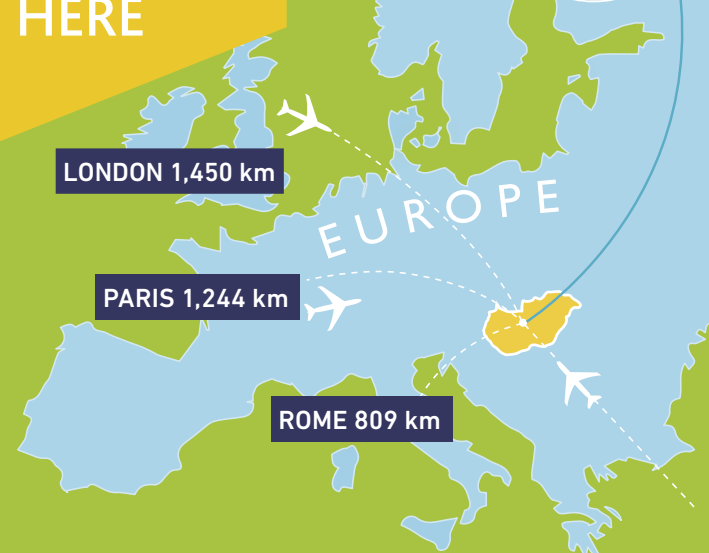 HERE
LONDON 1,450 km
EUROPE
PARIS 1,244 km
ROME 809 km